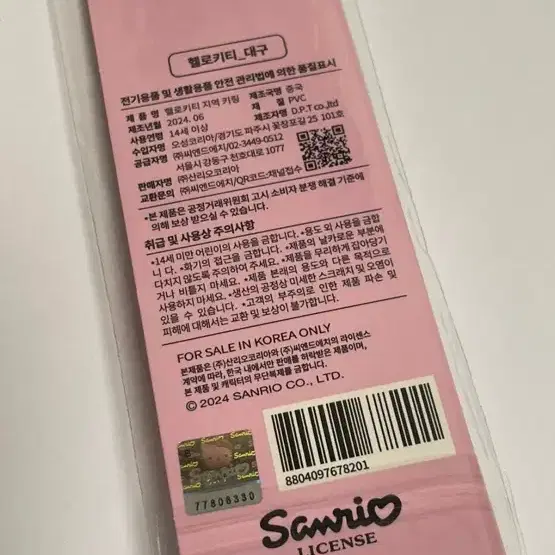 헬로키티_대구
전기용품 및 생활용품 안전 관리법에 의한 품질표시
제 품 명 헬로키티 지역 키링 제조국명 중국
제조년월 2024. 06 재 질 PVC
사용연령 14세 이상 제조자명 D.P.T co.,ltd
수입자명 오성코리아/경기도 파주시 꽃창포길 25 101호
공급자명 (주)씨엔드에치/02-3449-0512
서울시 강동구 천호대로 1077
판매자명 (주)산리오코리아
교환문의 (주)씨엔드에치/QR코드:채널접수
•본 제품은 공정거래위원회 고시 소비자 분쟁 해결 기준에
의해 보상 받으실 수 있습니다.
취급 및 사용상 주의사항
•14세 미만 어린이의 사용을 금합니다. •용도 외 사용을 금합
니 다. •화기의 접근을 금합니다. •제품의 날카로운 부분에
다치지 않도록 주의하여 주세요. •제품을 무리하게 잡아당기
거나 비틀지 마세요. •제품 본래의 용도와 다른 목적으로
사용하지 마세요. •생산의 공정상 미세한 스크래치 및 오염이
있을 수 있습니다. •고객의 부주의로 인한 제품 파손 및
피해에 대해서는 교환 및 보상이 불가합니다.
FOR SALE IN KOREA ONLY
본제품은 (주)산리오코리아와 (주)씨엔드에치의 라이센스
계약에 따라, 한국 내에서만 판매를 허락받은 제품이며,
본 제품 및 캐릭터의 무단복제를 금합니다.
© 2024 SANRIO CO., LTD.
8804097678201
Sanrio
77806330
Sanrio
LICENSE